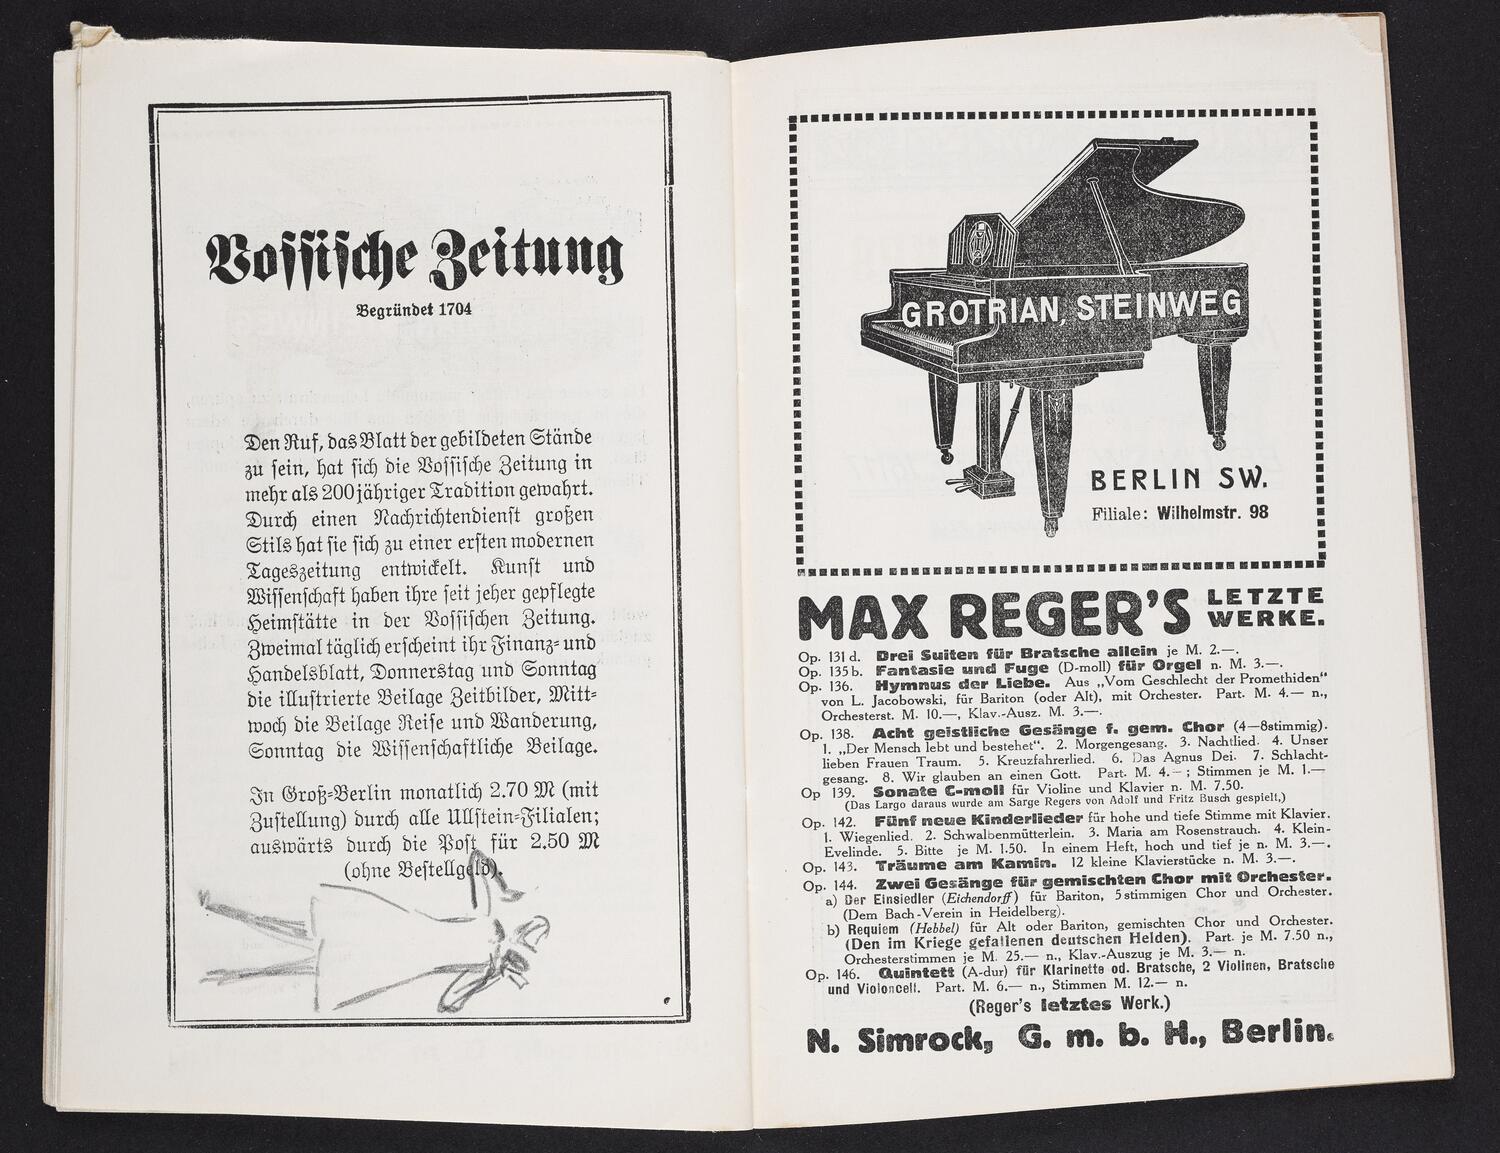 Vossische Zeitung
Begründet 1704
Den Ruf, das Blatt der gebildeten Stände
zu sein, hat sich die Vossische Zeitung in
mehr als 200jähriger Tradition gewahrt.
Durch einen Nachrichtendienst großen
Stils hat sie sich zu einer ersten modernen
Tageszeitung entwickelt. Kunst und
Wissenschaft haben ihre seit jeher gepflegte
Heimstätte in der Vossischen Zeitung.
Zweimal täglich erscheint ihr Finanz- und
Handelsblatt, Donnerstag und Sonntag
die illustrierte Beilage Zeitbilder, Mitt-
woch die Beilage Reise und Wanderung,
Sonntag die Wissenschaftliche Beilage.
In Groß-Berlin monatlich 2.70 M (mit
Zustellung) durch alle Ullstein-Filialen;
auswärts durch die Post für 2.50 M
(ohne Bestellgeld).
GROTRIAN, STEINWEG
BERLIN SW.
Filiale: Wilhelmstr. 98
MAX REGER'S LETZTE WERKE.
Op. 131 d. Drei Suiten für Bratsche allein je M. 2.—.
Op. 135 b. Fantasie und Fuge (D-moll) für Orgel n. M. 3.—.
Op. 136. Hymnus der Liebe. Aus „Vom Geschlecht der Promethiden"
von L. Jacobowski, für Bariton (oder Alt), mit Orchester. Part. M. 4.— n.,
Orchesterst. M. 10.—, Klav.-Ausz. M. 3.—.
Op. 138. Acht geistliche Gesänge f. gem. Chor (4—8stimmig).
1. „Der Mensch lebt und bestehet". 2. Morgengesang. 3. Nachtlied. 4. Unser
lieben Frauen Traum. 5. Kreuzfahrerlied. 6. Das Agnus Dei. 7. Schlacht-
gesang. 8. Wir glauben an einen Gott. Part. M. 4.—; Stimmen je M. 1.—
Op 139. Sonate C-moll für Violine und Klavier n. M. 7.50.
(Das Largo daraus wurde am Sarge Regers von Adolf und Fritz Busch gespielt.)
Op. 142. Fünf neue Kinderlieder für hohe und tiefe Stimme mit Klavier.
1. Wiegenlied. 2. Schwalbenmütterlein. 3. Maria am Rosenstrauch. 4. Klein-
Evelinde. 5. Bitte je M. 1.50. In einem Heft, hoch und tief je n. M. 3.—.
Op. 143. Träume am Kamin. 12 kleine Klavierstücke n. M. 3.—.
Op. 144. Zwei Gesänge für gemischten Chor mit Orchester.
a) Der Einsiedler (Eichendorff) für Bariton, 5 stimmigen Chor und Orchester.
(Dem Bach-Verein in Heidelberg).
b) Requiem (Hebbel) für Alt oder Bariton, gemischten Chor und Orchester.
(Den im Kriege gefallenen deutschen Helden). Part. je M. 7.50 n.,
Orchesterstimmen je M. 25.— n., Klav.-Auszug je M. 3.— n.
Op. 146. Quintett (A-dur) für Klarinette od. Bratsche, 2 Violinen, Bratsche
und Violoncell. Part. M. 6.— n., Stimmen M. 12.— n.
(Reger's letztes Werk.)
N. Simrock, G. m. b. H., Berlin.